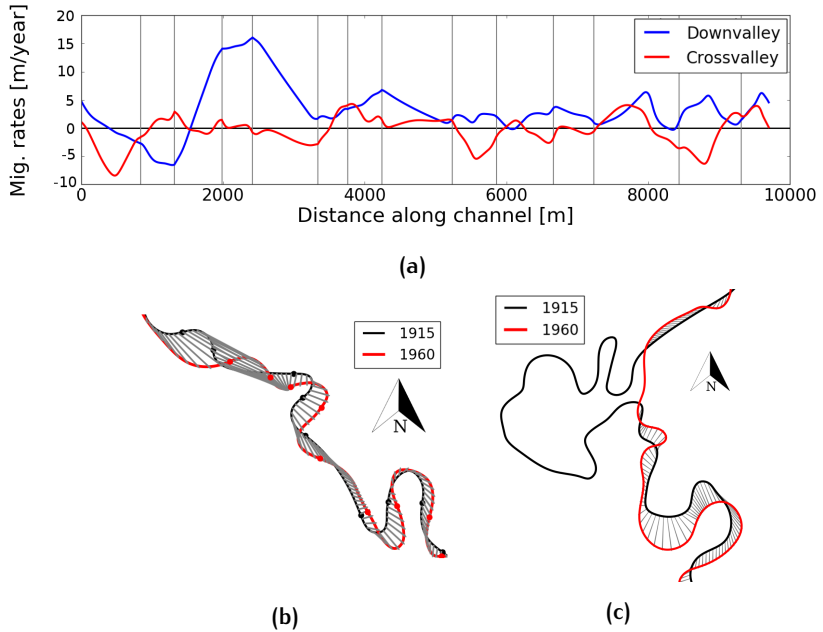 Mig. rates [m/year]
20
15
10
5
0
-5
-10
0
2000
4000
6000
8000
10000
Downvalley
Crossvalley
Distance along channel [m]
(a)
1915
1960
N
(b)
1915
1960
N
(c)